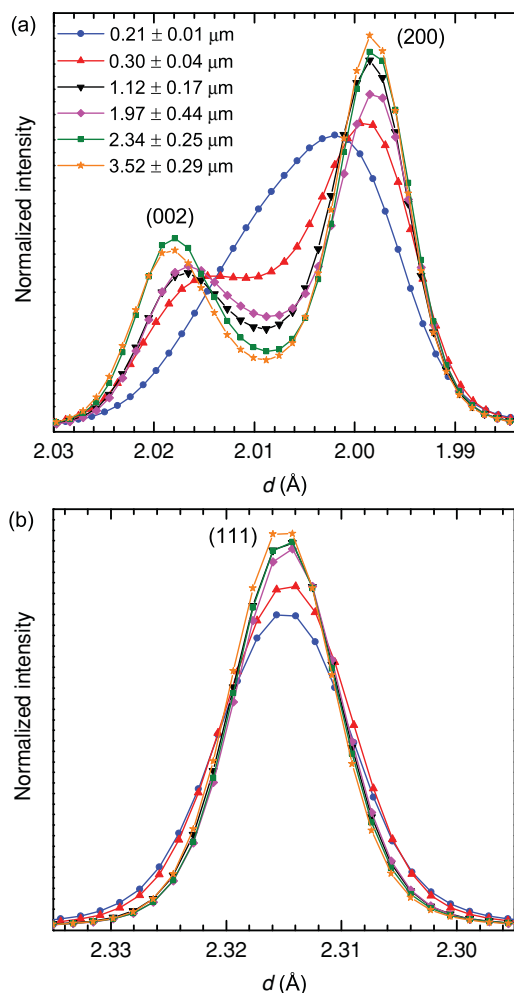 (a)
0.21 ± 0.01 μm
0.30 ± 0.04 μm
1.12 ± 0.17 μm
1.97 ± 0.44 μm
2.34 ± 0.25 μm
3.52 ± 0.29 μm
(200)
(002)
Normalized intensity
2.03 2.02 2.01 2.00 1.99
d (Å)
(b)
(111)
Normalized intensity
2.33 2.32 2.31 2.30
d (Å)